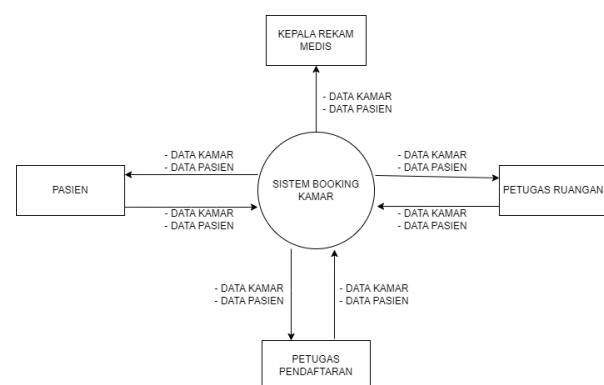 KEPALA REKAM
MEDIS
- DATA KAMAR
- DATA PASIEN
- DATA KAMAR
- DATA PASIEN
- DATA KAMAR
- DATA PASIEN
PASIEN
SISTEM BOOKING
KAMAR
PETUGAS RUANGAN
- DATA KAMAR
- DATA PASIEN
- DATA KAMAR
- DATA PASIEN
- DATA KAMAR
- DATA PASIEN
- DATA KAMAR
- DATA PASIEN
PETUGAS
PENDAFTARAN